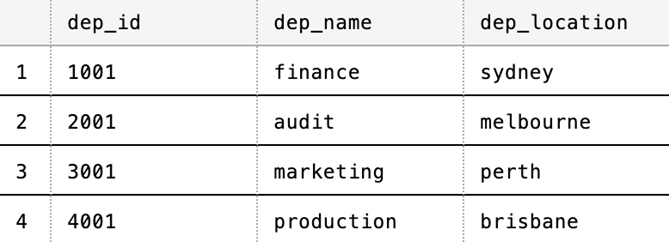 dep_id dep_name dep_location
1 1001 finance sydney
2 2001 audit melbourne
3 3001 marketing perth
4 4001 production brisbane